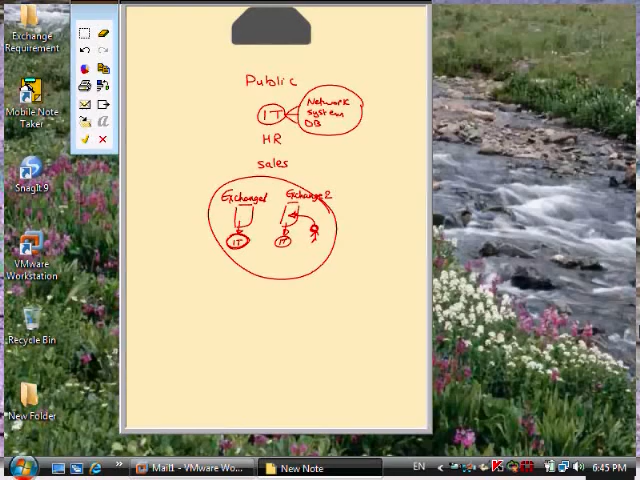 Exchange
Requirement
Mobile Note
Taker
SnagIt 9
VMware
Workstation
Recycle Bin
New Folder
Public
IT
Network
system
DB
HR
sales
Exchange1
Exchange2
IT
IT
Mail1 - VMware Wo...
New Note
EN
6:45 PM